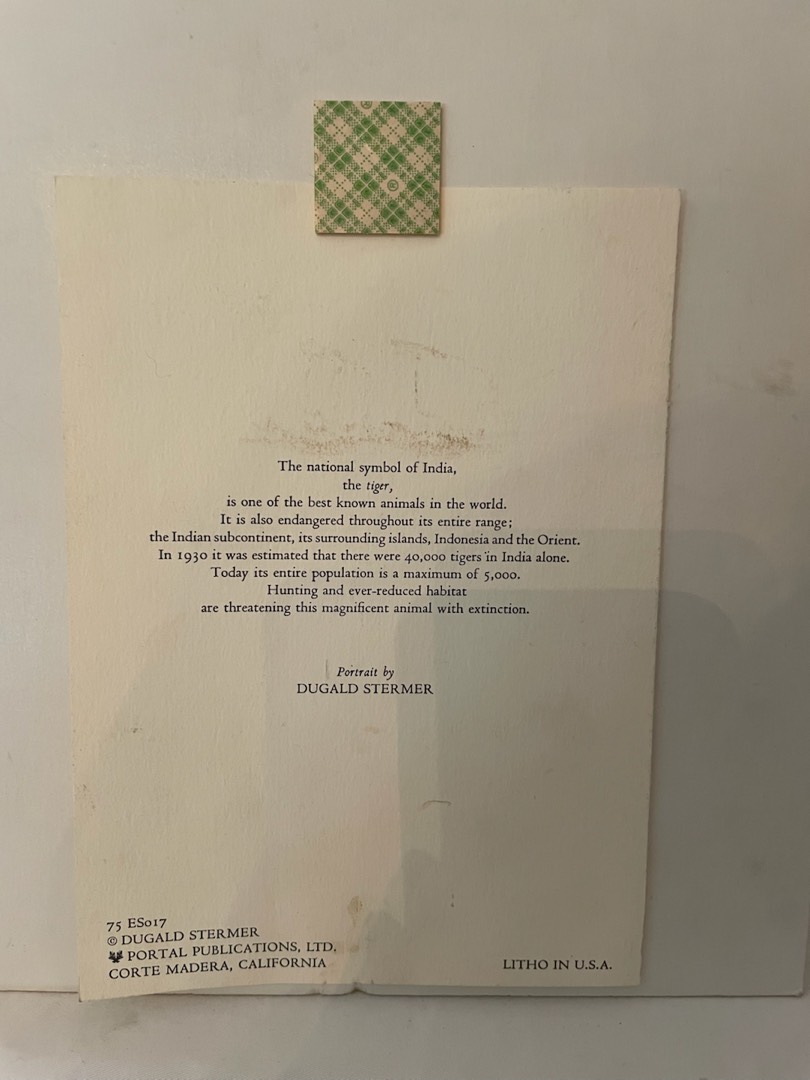 The national symbol of India,
the tiger,
is one of the best known animals in the world.
It is also endangered throughout its entire range;
the Indian subcontinent, its surrounding islands, Indonesia and the Orient.
In 1930 it was estimated that there were 40,000 tigers in India alone.
Today its entire population is a maximum of 5,000.
Hunting and ever-reduced habitat
are threatening this magnificent animal with extinction.
Portrait by
DUGALD STERMER
75 ES017
© DUGALD STERMER
PORTAL PUBLICATIONS, LTD.
CORTE MADERA, CALIFORNIA
LITHO IN U.S.A.